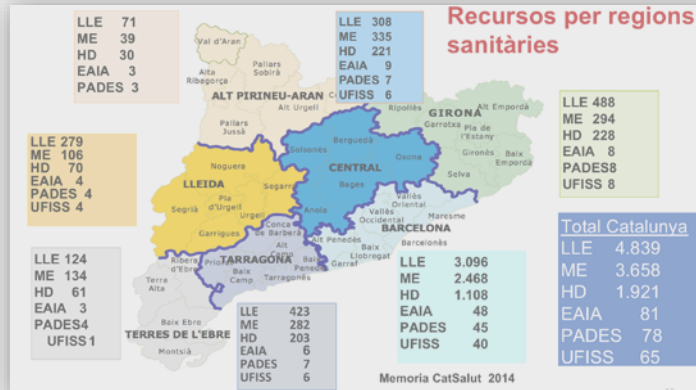 Recursos per regions
sanitàries
LLE 71
ME 39
HD 30
EAIA 3
PADES 3
LLE 308
ME 335
HD 221
EAIA 9
PADES 7
UFISS 6
LLE 488
ME 294
HD 228
EAIA 8
PADES8
UFISS 8
LLE 279
ME 106
HD 70
EAIA 4
PADES 4
UFISS 4
LLE 124
ME 134
HD 61
EAIA 3
PADES4
UFISS1
LLE 423
ME 282
HD 203
EAIA 6
PADES 7
UFISS 6
LLE 3.096
ME 2.468
HD 1.108
EAIA 48
PADES 45
UFISS 40
Total Catalunya
LLE 4.839
ME 3.658
HD 1.921
EAIA 81
PADES 78
UFISS 65
Val d'Aran
Alta
Ribagorça
Pallars
Sobirà
ALT PIRINEU-ARAN
Alt Urgell
Pallars
Jussà
Ripollès
GIRONA
Alt Empordà
Garrotxa
Pla de
l'Estany
Gironès
Baix
Empordà
Selva
Solsonès
Berguedà
CENTRAL
Osona
Bages
Anoia
Noguera
LLEIDA
Segarra
Segrià
Pla
d'Urgell
Urgell
Garrigues
Vallès
Oriental
Vallès
Occidental
Maresme
BARCELONA
Barcelonès
Alt Penedès
Baix
Llobregat
Garraf
Conca
de Barberà
TARRAGONA
Alt
Camp
Baix
Camp
Tarragonès
Baix
Ribera
d'Ebre
Terra
Alta
Baix Ebre
TERRES DE L'EBRE
Montsià
Memoria CatSalut 2014